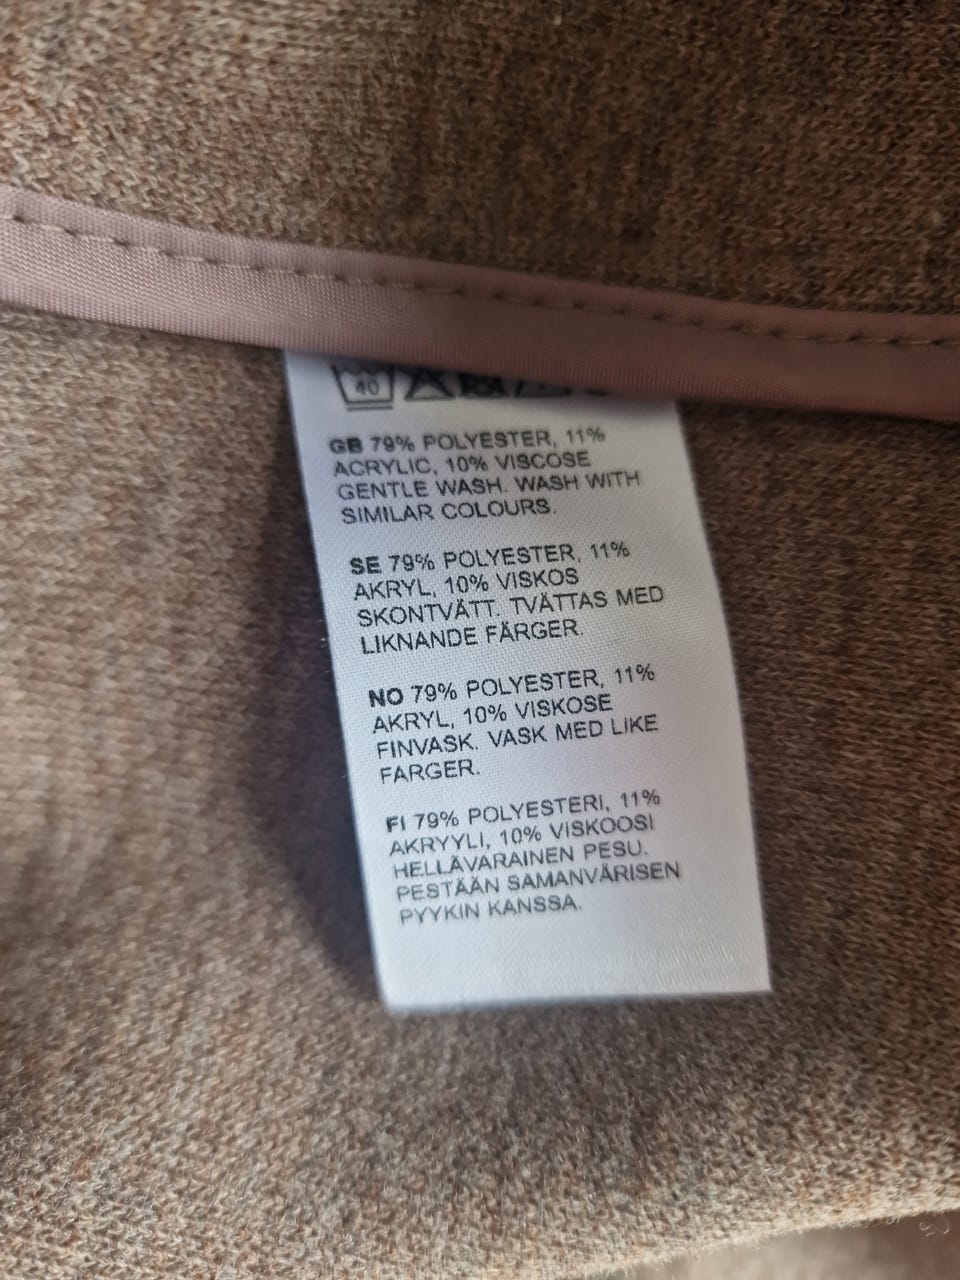 40
GB 79% POLYESTER, 11%
ACRYLIC, 10% VISCOSE
GENTLE WASH. WASH WITH
SIMILAR COLOURS.
SE 79% POLYESTER, 11%
AKRYL, 10% VISKOS
SKONTVÄTT. TVÄTTAS MED
LIKNANDE FÄRGER.
NO 79% POLYESTER, 11%
AKRYL, 10% VISKOSE
FINVASK. VASK MED LIKE
FARGER.
FI 79% POLYESTERI, 11%
AKRYYLI, 10% VISKOOSI
HELLÄVARAINEN PESU.
PESTÄÄN SAMANVÄRISEN
PYYKIN KANSSA.